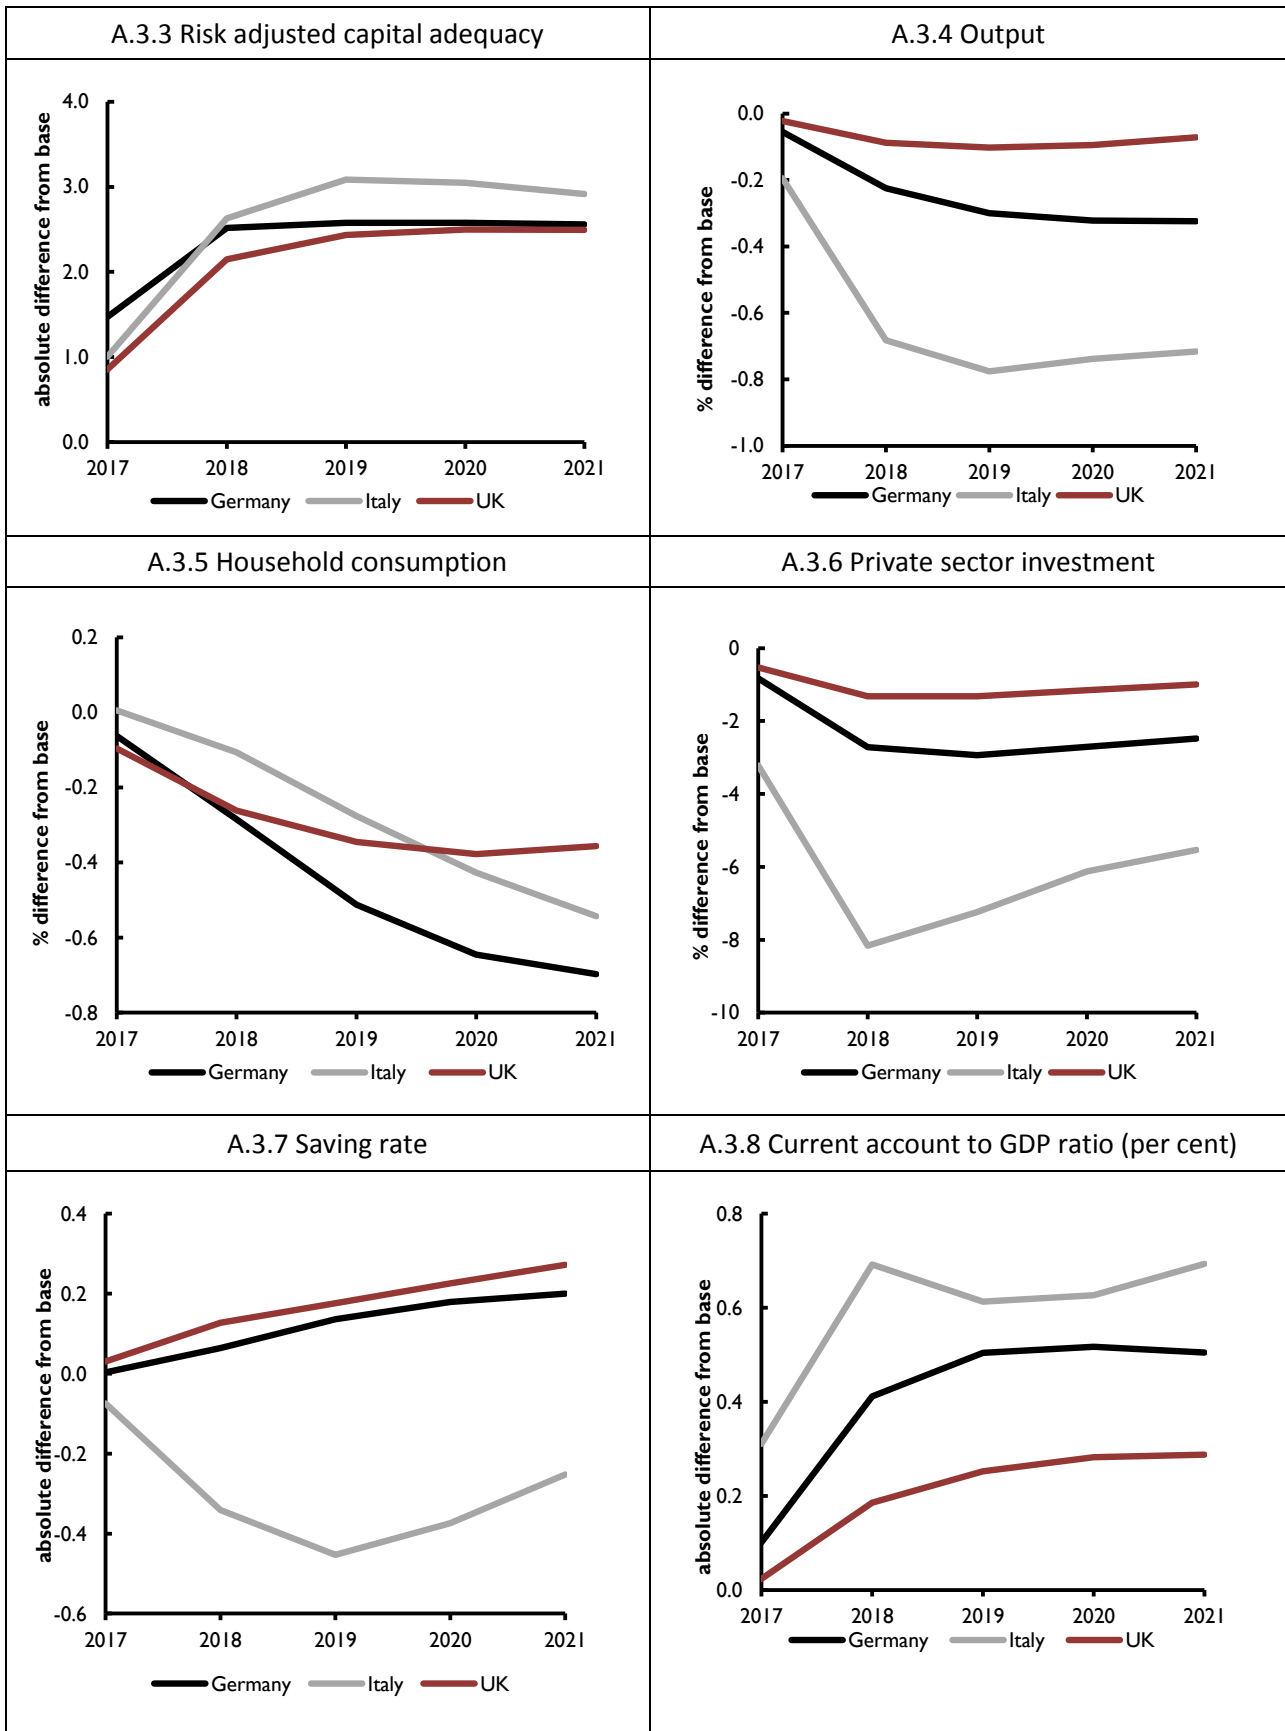 A.3.3 Risk adjusted capital adequacy
absolute difference from base
4.0
3.0
2.0
1.0
0.0
2017 2018 2019 2020 2021
Germany Italy UK
A.3.4 Output
% difference from base
0.0
-0.2
-0.4
-0.6
-0.8
-1.0
2017 2018 2019 2020 2021
Germany Italy UK
A.3.5 Household consumption
% difference from base
0.2
0.0
-0.2
-0.4
-0.6
-0.8
2017 2018 2019 2020 2021
Germany Italy UK
A.3.6 Private sector investment
% difference from base
0
-2
-4
-6
-8
-10
2017 2018 2019 2020 2021
Germany Italy UK
A.3.7 Saving rate
absolute difference from base
0.4
0.2
0.0
-0.2
-0.4
-0.6
2017 2018 2019 2020 2021
Germany Italy UK
A.3.8 Current account to GDP ratio (per cent)
absolute difference from base
0.8
0.6
0.4
0.2
0.0
2017 2018 2019 2020 2021
Germany Italy UK